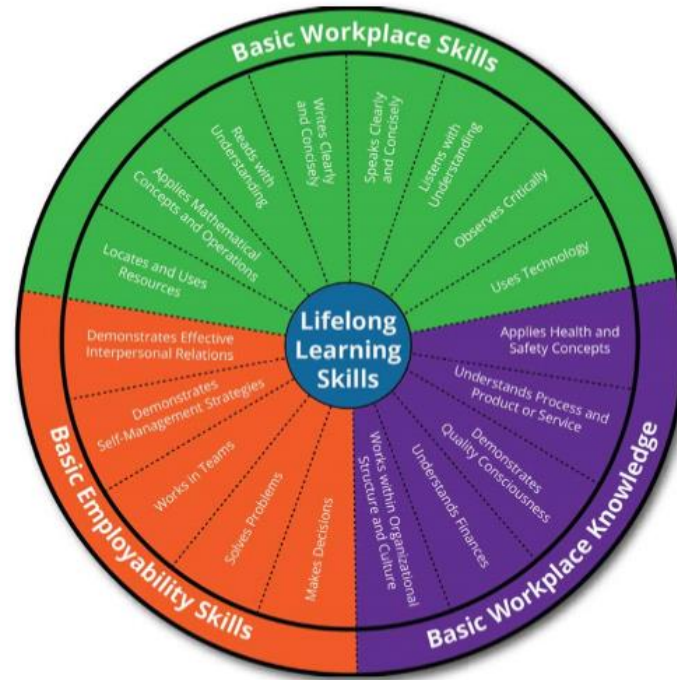 Basic Workplace Skills
Locates and Uses
Resources
Applies Mathematical
Concepts and Operations
Reads with
Understanding
Writes Clearly
and Concisely
Speaks Clearly
and Concisely
Listens with
Understanding
Observes Critically
Uses Technology
Lifelong
Learning
Skills
Applies Health and
Safety Concepts
Understands Process and
Product or Service
Demonstrates
Quality Consciousness
Understands Finances
Works within Organizational
Structure and Culture
Basic Workplace Knowledge
Demonstrates Effective
Interpersonal Relations
Demonstrates
Self-Management Strategies
Works in Teams
Solves Problems
Makes Decisions
Basic Employability Skills